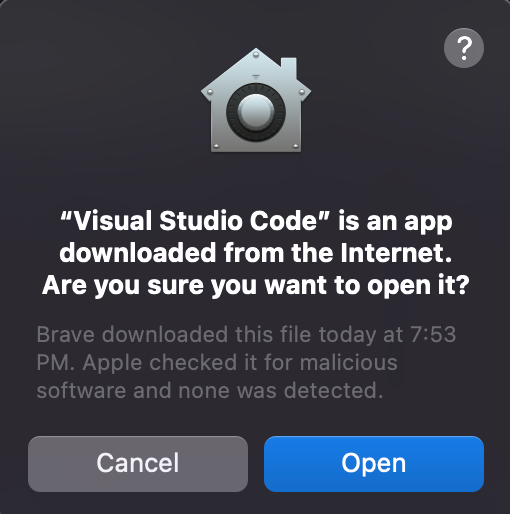 ?
“Visual Studio Code” is an app
downloaded from the Internet.
Are you sure you want to open it?
Brave downloaded this file today at 7:53
PM. Apple checked it for malicious
software and none was detected.
Cancel
Open